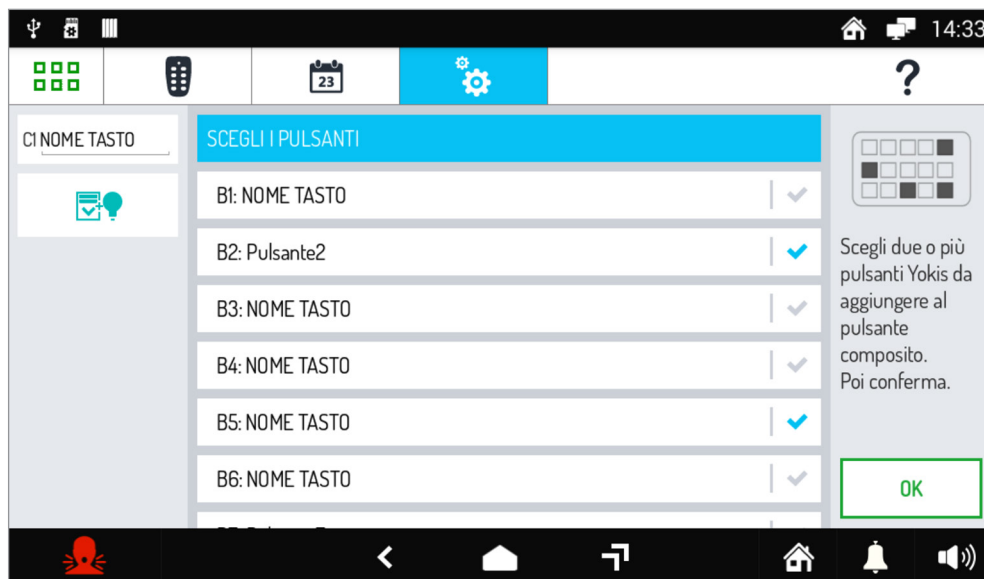 14:33
23
?
C1 NOME TASTO
SCEGLI I PULSANTI
B1: NOME TASTO
B2: Pulsante2
B3: NOME TASTO
B4: NOME TASTO
B5: NOME TASTO
B6: NOME TASTO
Scegli due o più
pulsanti Yokis da
aggiungere al
pulsante
composito.
Poi conferma.
OK